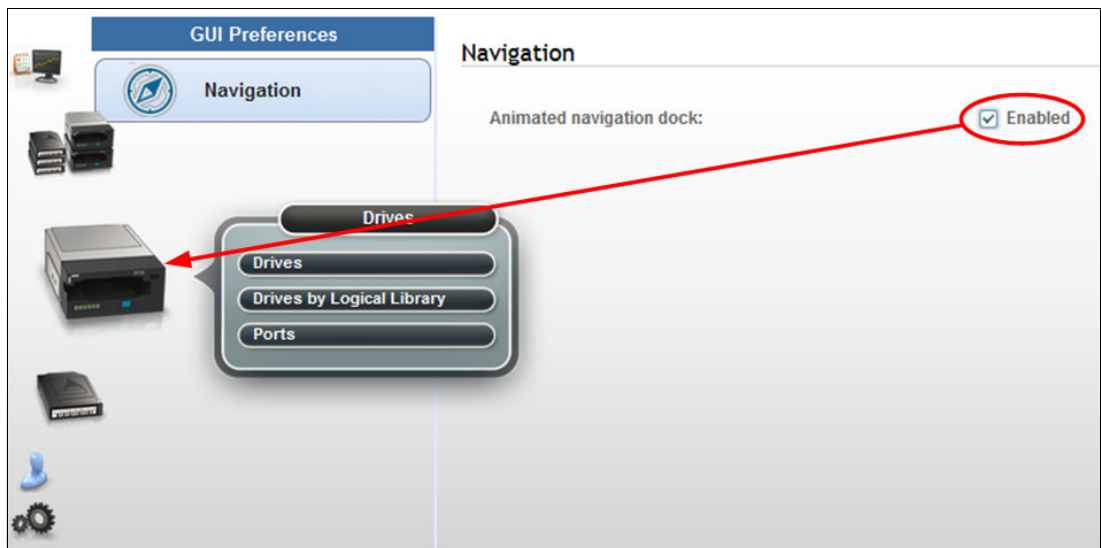 GUI Preferences
Navigation
Navigation
Animated navigation dock:
Enabled
Drives
Drives
Drives by Logical Library
Ports